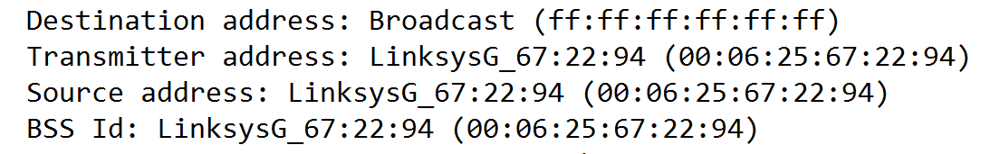 Destination address: Broadcast (ff:ff:ff:ff:ff:ff)
Transmitter address: LinksysG_67:22:94 (00:06:25:67:22:94)
Source address: LinksysG_67:22:94 (00:06:25:67:22:94)
BSS Id: LinksysG_67:22:94 (00:06:25:67:22:94)